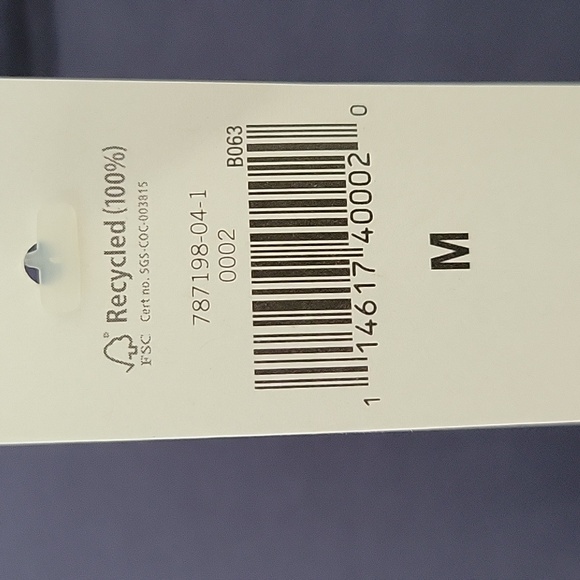 Recycled (100%)
FSC Cert no. SGS-COC-003815
787198-04-1
0002
B063
1 14617 40002 0
M